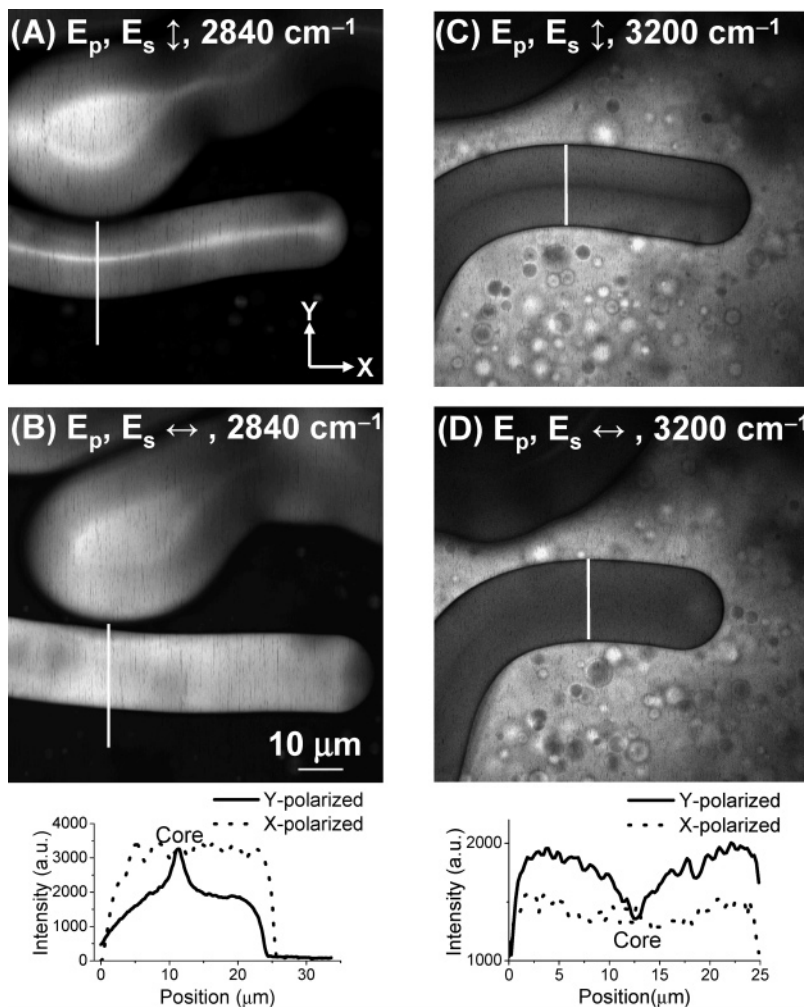 (A) Eₚ, Eₛ ↕, 2840 cm⁻¹
Y
X
(C) Eₚ, Eₛ ↕, 3200 cm⁻¹
(B) Eₚ, Eₛ ↔ , 2840 cm⁻¹
10 μm
(D) Eₚ, Eₛ ↔ , 3200 cm⁻¹
Y-polarized
X-polarized
Core
Intensity (a.u.)
4000
3000
2000
1000
0
0 10 20 30
Position (μm)
Y-polarized
X-polarized
Core
Intensity (a.u.)
2000
1000
0 5 10 15 20 25
Position(μm)